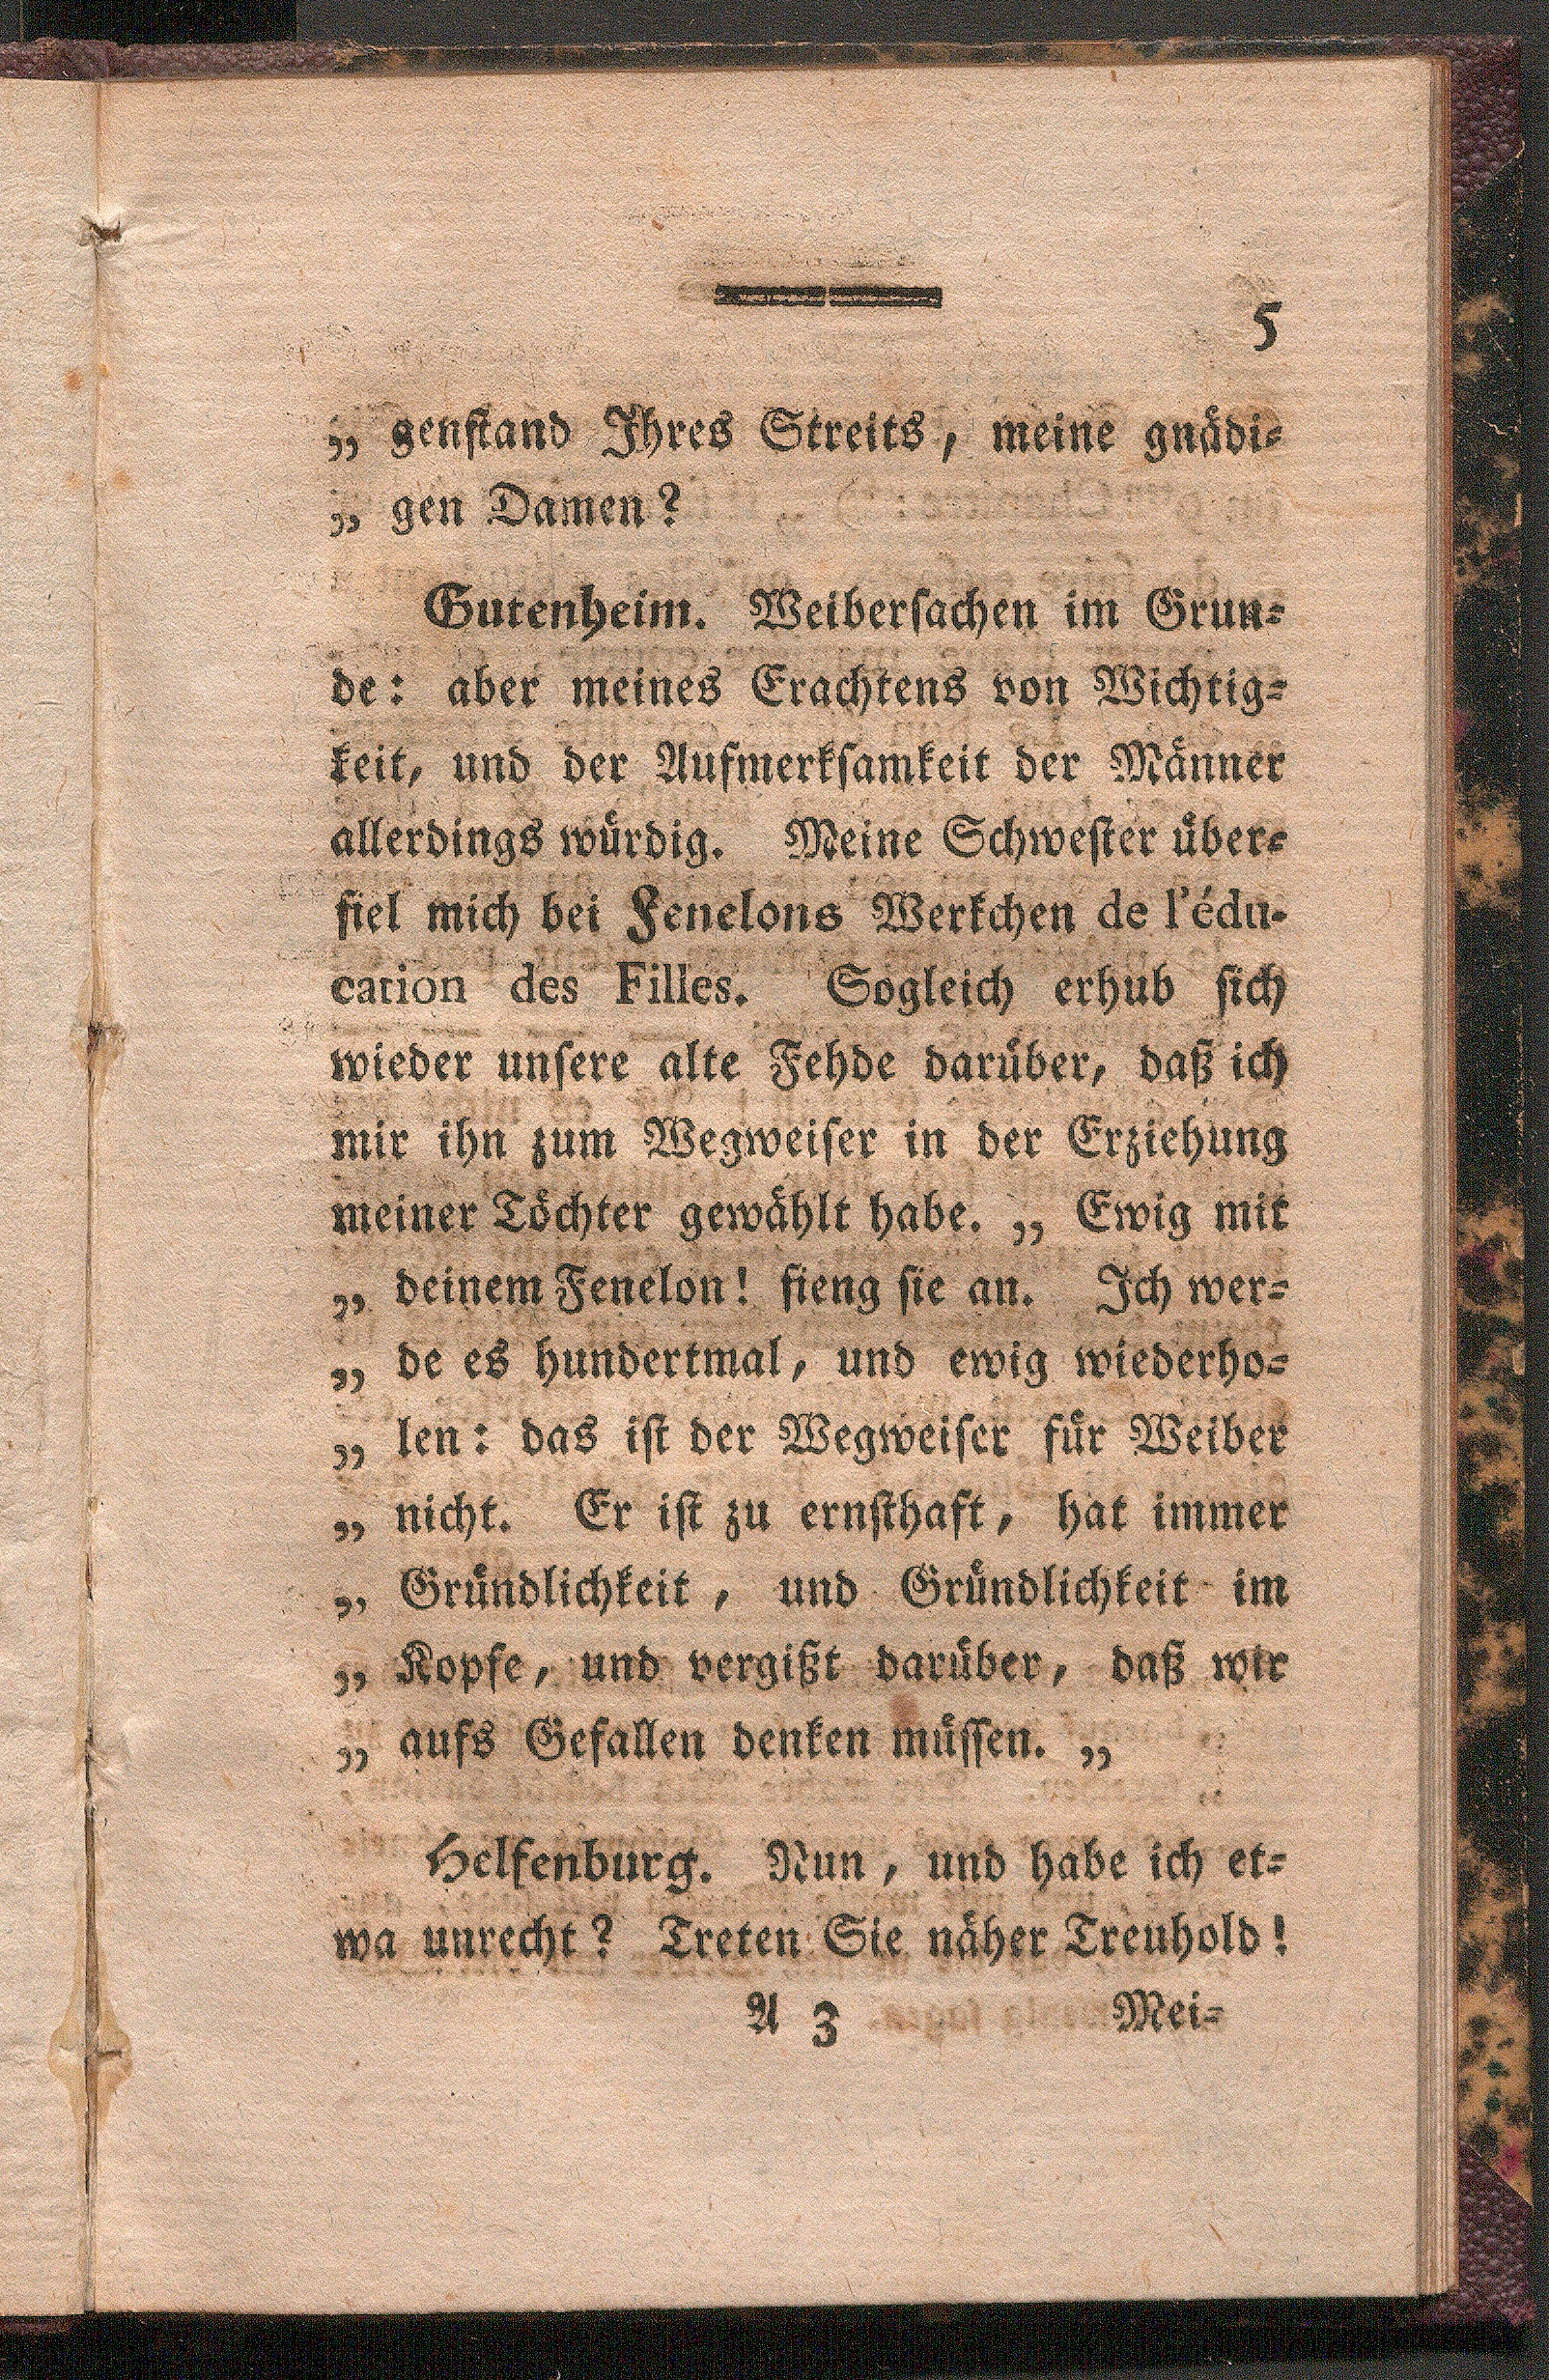 5
„ genstand Ihres Streits, meine gnädi-
„ gen Damen?
Gutenheim. Weibersachen im Grun-
de: aber meines Erachtens von Wichtig-
keit, und der Aufmerksamkeit der Männer
allerdings würdig. Meine Schwester über-
fiel mich bei Fenelons Werkchen de l'édu-
cation des Filles. Sogleich erhub sich
wieder unsere alte Fehde darüber, daß ich
mir ihn zum Wegweiser in der Erziehung
meiner Töchter gewählt habe. „ Ewig mit
„ deinem Fenelon! fieng sie an. Ich wer-
„ de es hundertmal, und ewig wiederho-
„ len: das ist der Wegweiser für Weiber
„ nicht. Er ist zu ernsthaft, hat immer
„ Gründlichkeit, und Gründlichkeit im
„ Kopfe, und vergißt darüber, daß wir
„ aufs Gefallen denken müssen. „
Helfenburg. Nun, und habe ich et-
wa unrecht? Treten Sie näher Treuhold!
A 3 Mei-